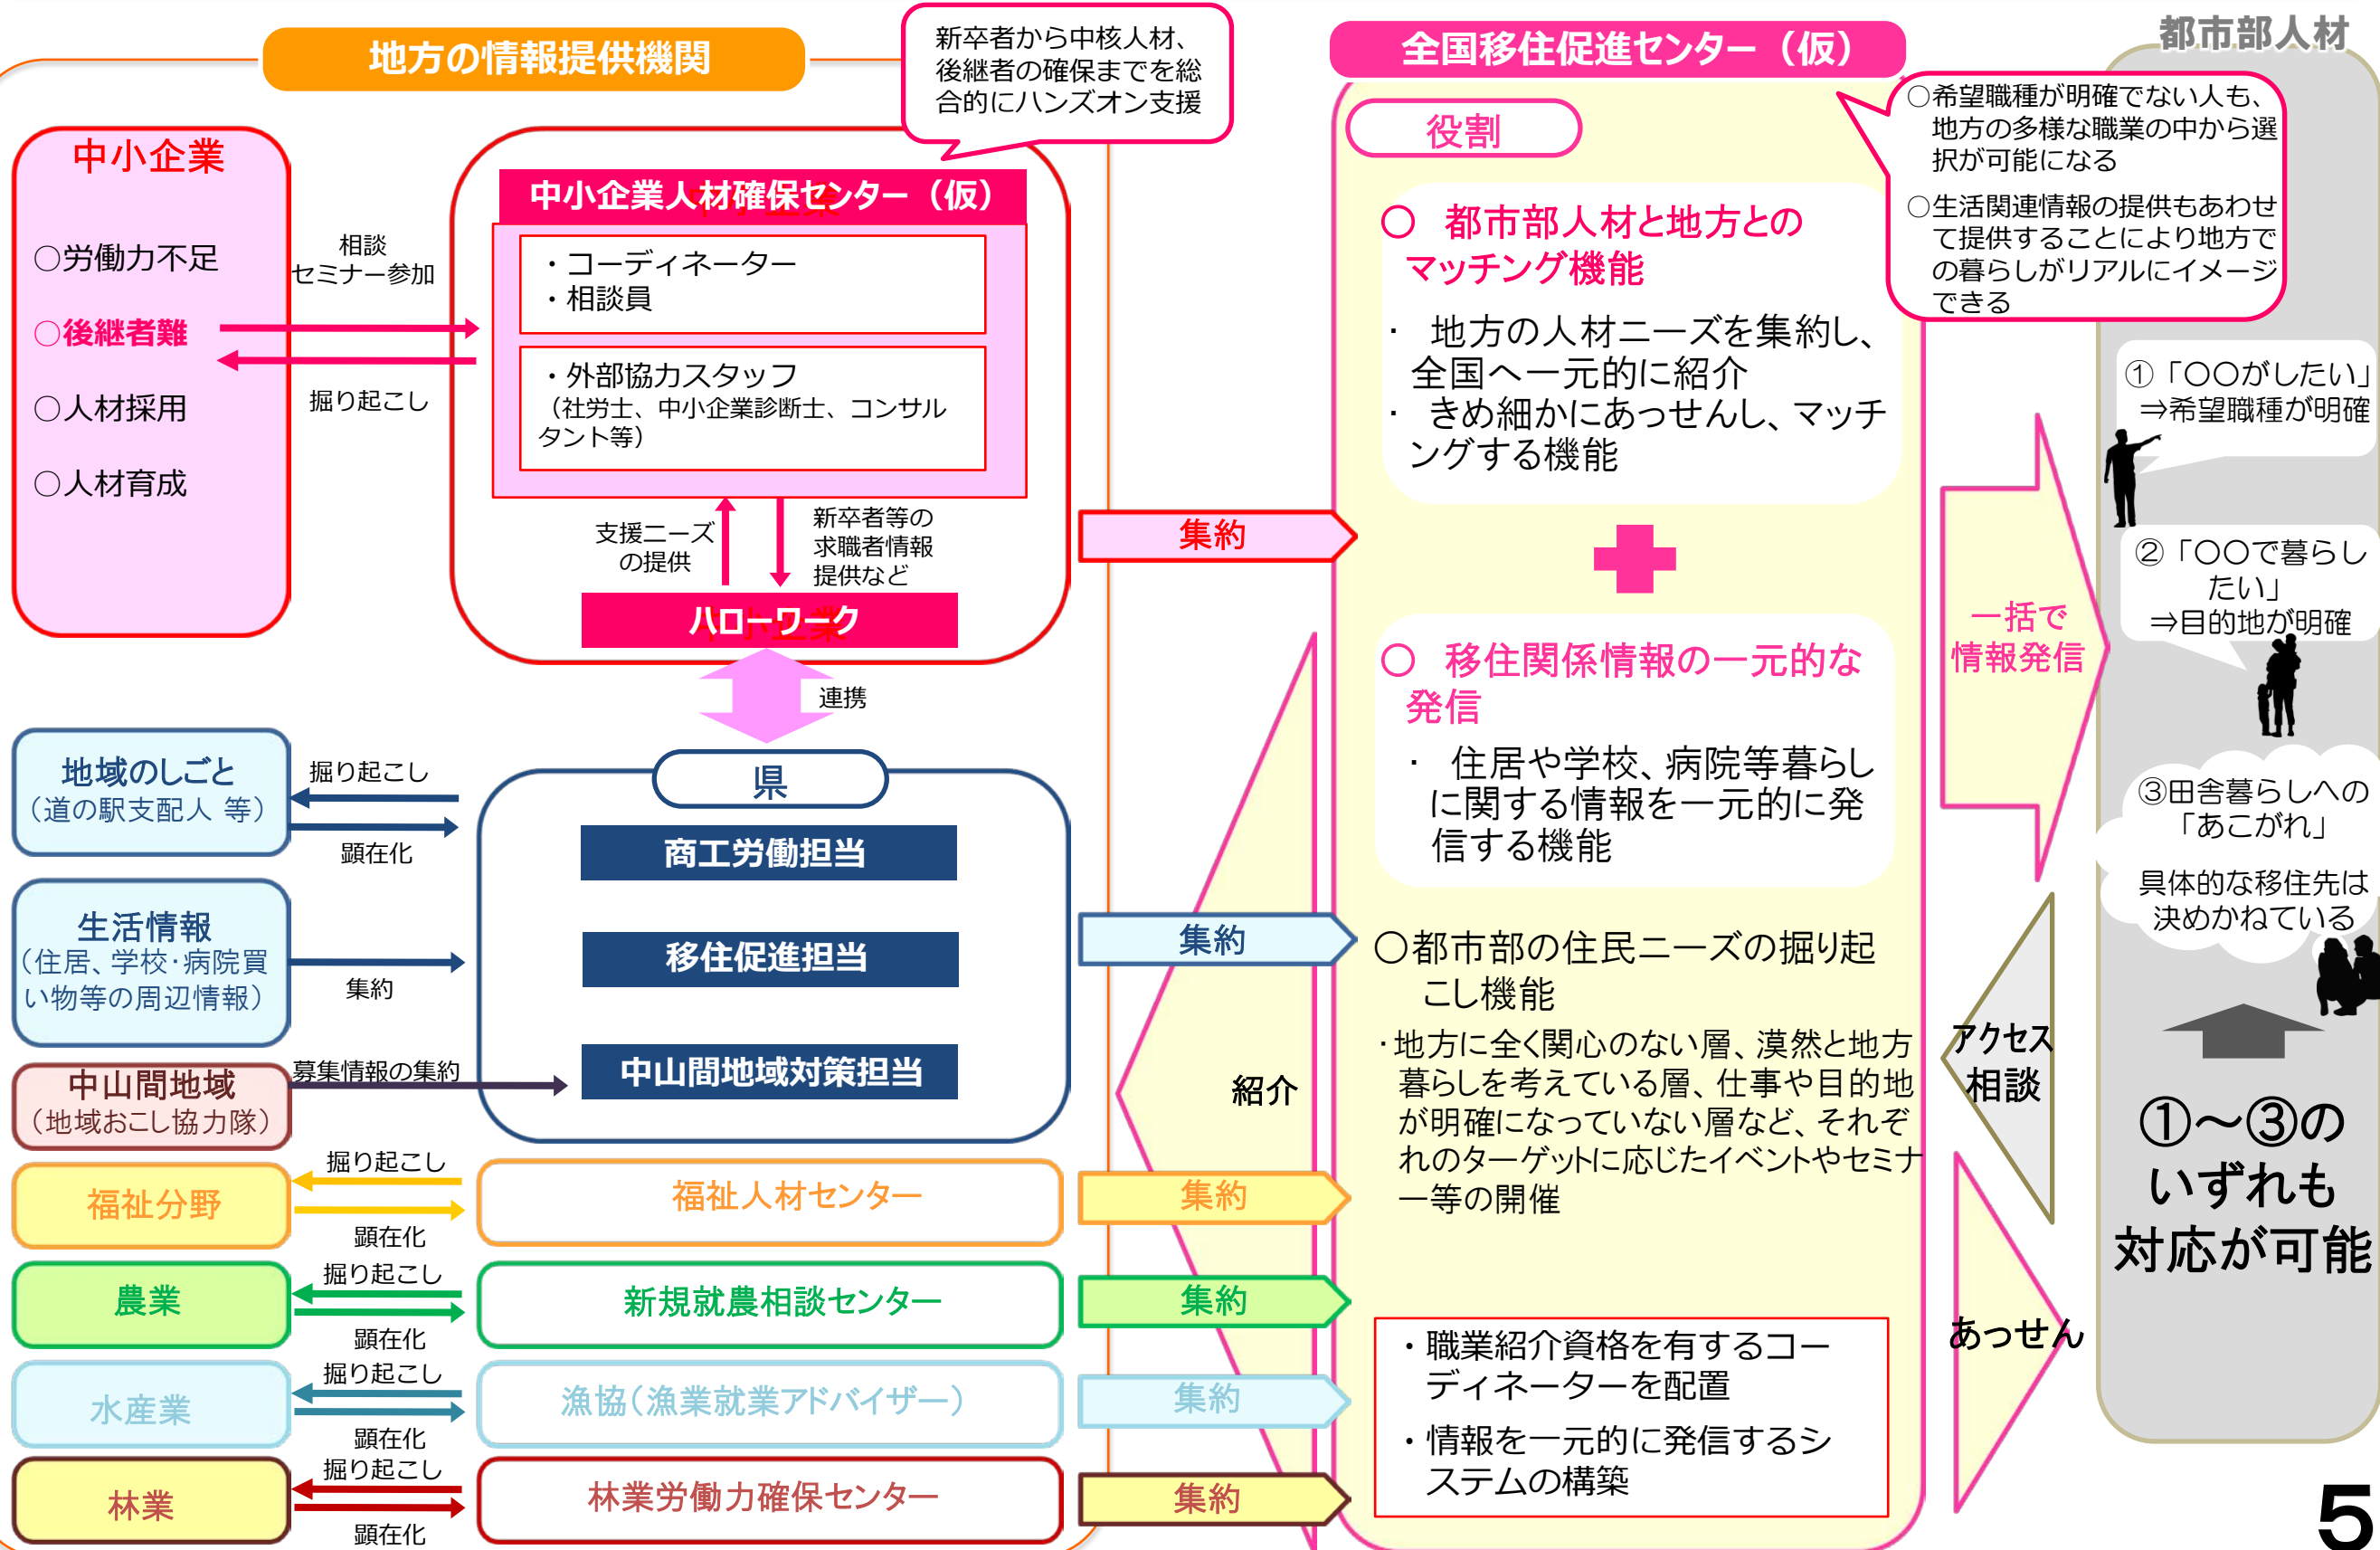 地方の情報提供機関
新卒者から中核人材、
後継者の確保までを総
合的にハンズオン支援
中小企業
○労働力不足
○後継者難
○人材採用
○人材育成
相談
セミナー参加
掘り起こし
中小企業人材確保センター（仮）
・コーディネーター
・相談員
・外部協力スタッフ
（社労士、中小企業診断士、コンサル
タント等）
支援ニーズ
の提供
新卒者等の
求職者情報
提供など
ハローワーク
連携
地域のしごと
（道の駅支配人 等）
掘り起こし
顕在化
生活情報
（住居、学校・病院買
い物等の周辺情報）
集約
中山間地域
（地域おこし協力隊）
募集情報の集約
県
商工労働担当
移住促進担当
中山間地域対策担当
福祉分野
掘り起こし
顕在化
福祉人材センター
農業
掘り起こし
顕在化
新規就農相談センター
水産業
掘り起こし
顕在化
漁協（漁業就業アドバイザー）
林業
掘り起こし
顕在化
林業労働力確保センター
集約
集約
集約
集約
集約
集約
紹介
全国移住促進センター（仮）
役割
○　都市部人材と地方との
マッチング機能
・　地方の人材ニーズを集約し、
全国へ一元的に紹介
・　きめ細かにあっせんし、マッチ
ングする機能
○　移住関係情報の一元的な
発信
・　住居や学校、病院等暮らし
に関する情報を一元的に発
信する機能
○都市部の住民ニーズの掘り起
こし機能
・地方に全く関心のない層、漠然と地方
暮らしを考えている層、仕事や目的地
が明確になっていない層など、それぞ
れのターゲットに応じたイベントやセミナ
ー等の開催
・職業紹介資格を有するコー
ディネーターを配置
・情報を一元的に発信するシ
ステムの構築
○希望職種が明確でない人も、
地方の多様な職業の中から選
択が可能になる
○生活関連情報の提供もあわせ
て提供することにより地方で
の暮らしがリアルにイメージ
できる
一括で
情報発信
アクセス
相談
あっせん
都市部人材
①「○○がしたい」
⇒希望職種が明確
②「○○で暮らし
たい」
⇒目的地が明確
③田舎暮らしへの
「あこがれ」
具体的な移住先は
決めかねている
①～③の
いずれも
対応が可能
5